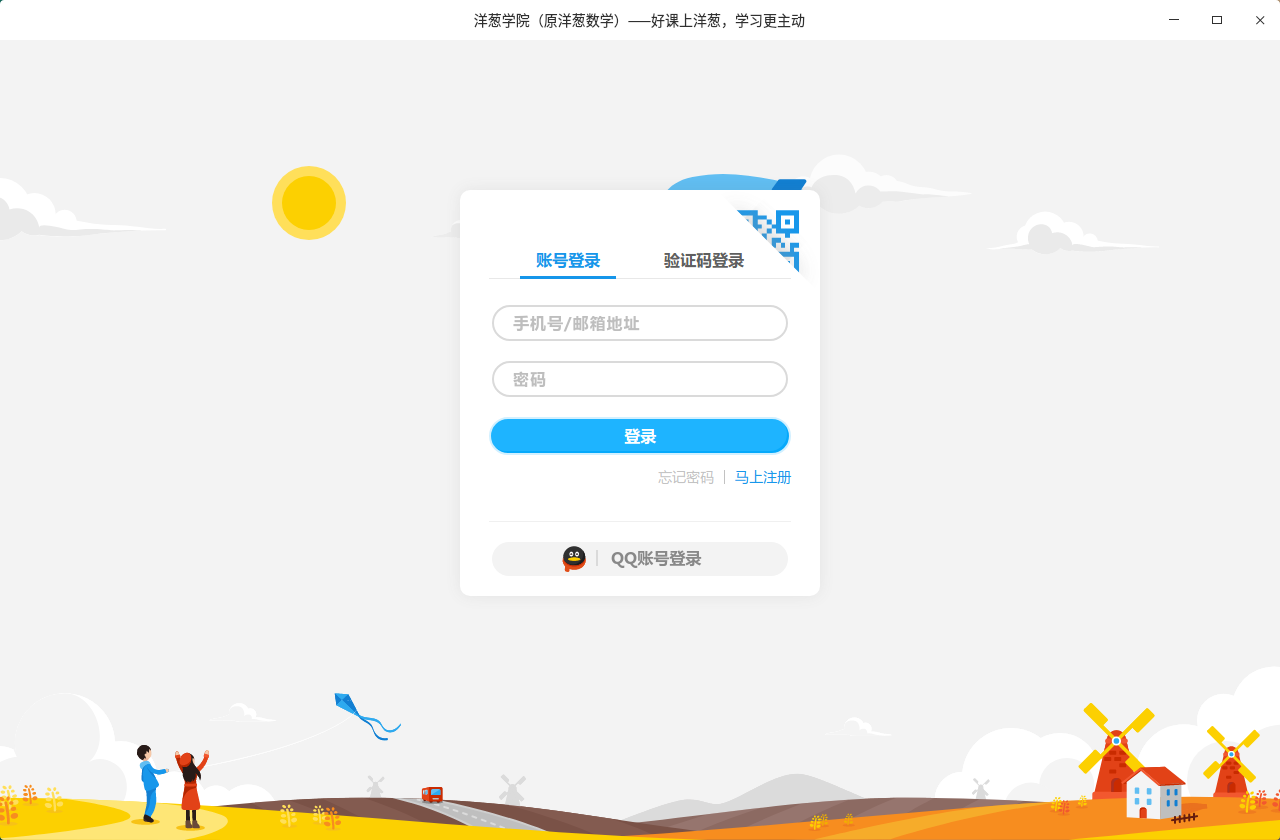 洋葱学院（原洋葱数学）——好课上洋葱，学习更主动
账号登录 验证码登录
手机号/邮箱地址
密码
登录
忘记密码 | 马上注册
QQ账号登录